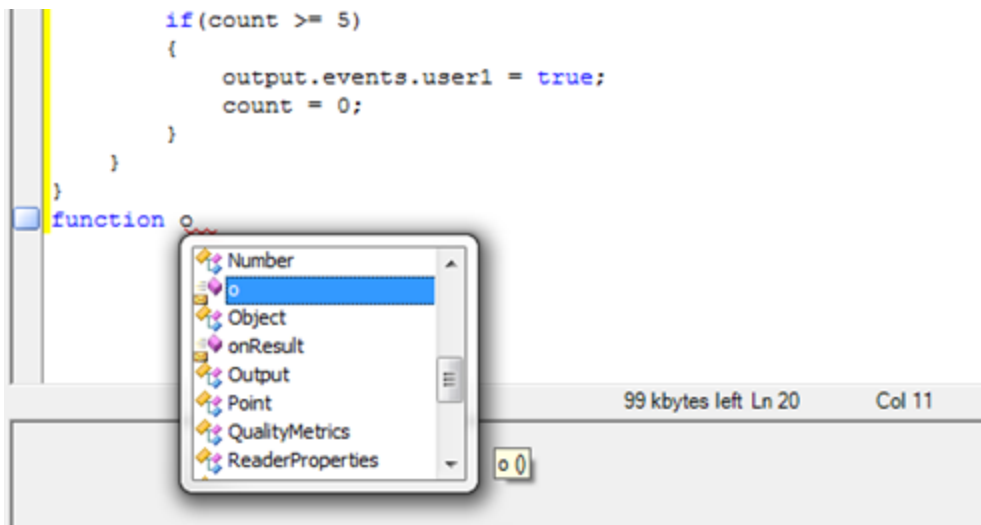 if(count >= 5)
{
output.events.user1 = true;
count = 0;
}
}
}
function o
Number
o
Object
onResult
Output
Point
QualityMetrics
ReaderProperties
99 kbytes left Ln 20 Col 11
o ()